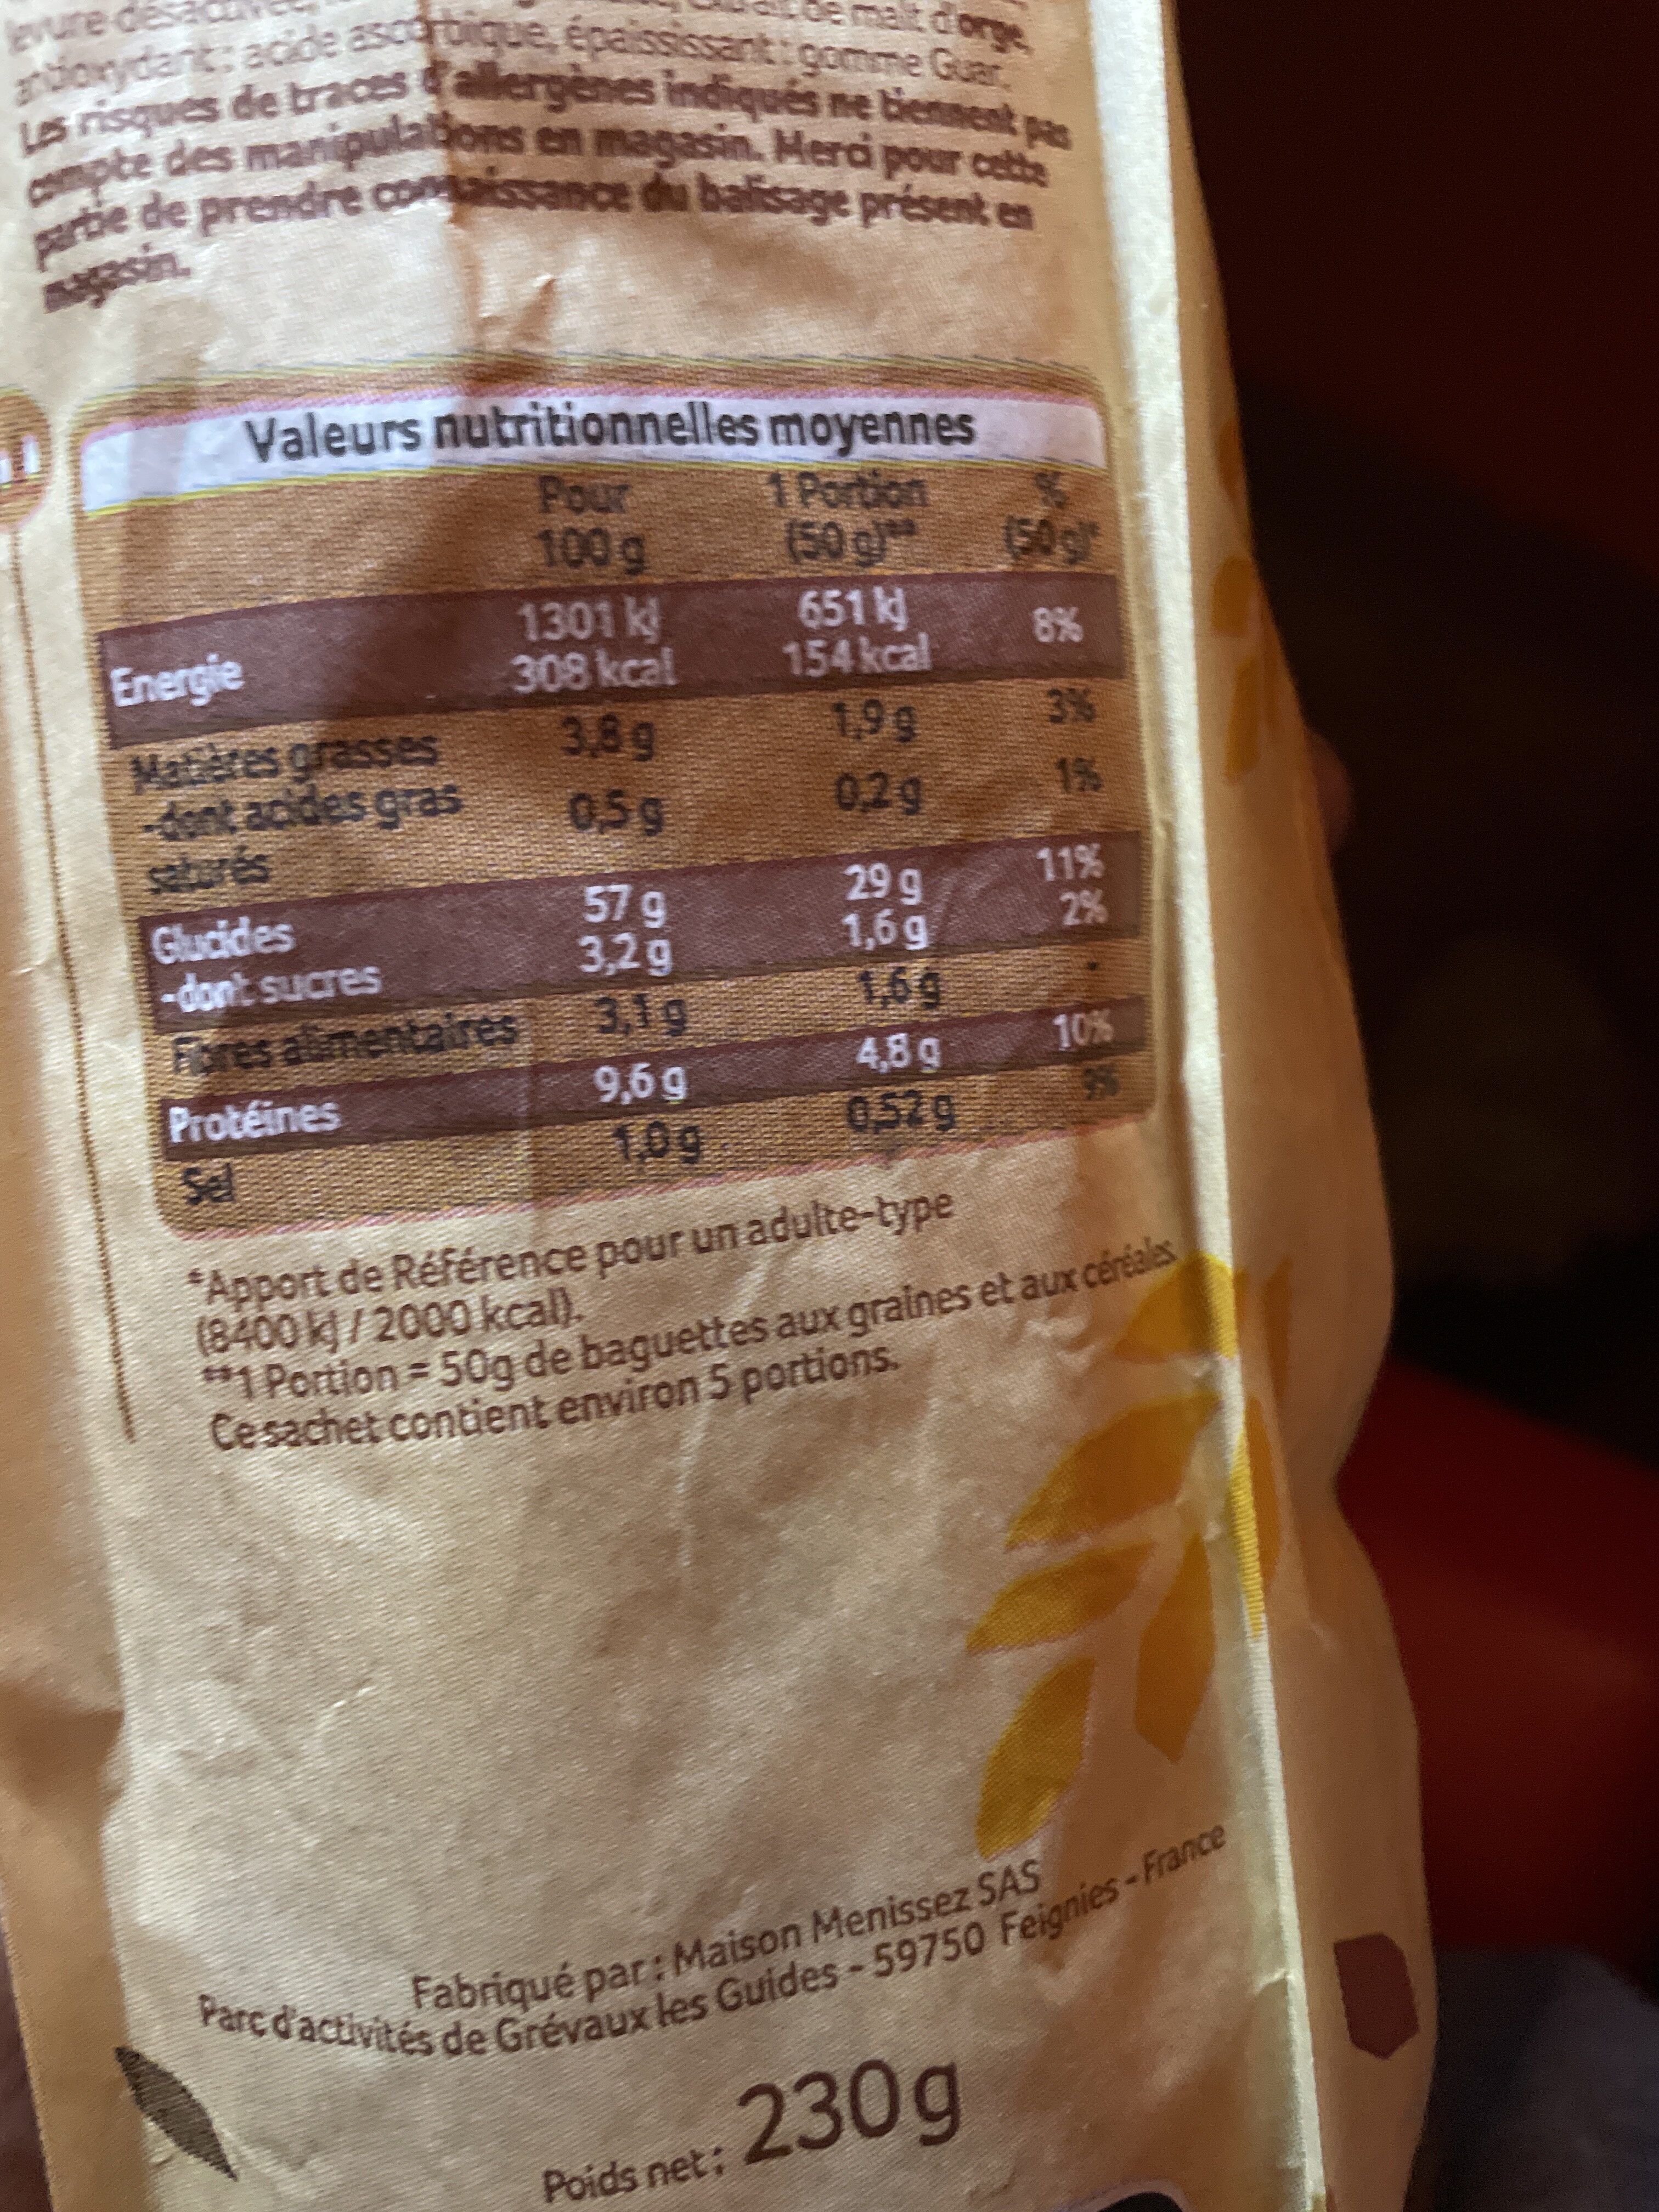 levure désactivée, extrait de malt d'orge,
antioxydant : acide ascorbique, épaississant : gomme Guar.
Les risques de traces d'allergènes indiqués ne tiennent pas
compte des manipulations en magasin. Merci pour cette
partie de prendre connaissance du balisage présent en
magasin.
Valeurs nutritionnelles moyennes
Pour 1 Portion %
100 g (50 g)** (50 g)*
Energie 1301 kJ 651 kJ 8%
308 kcal 154 kcal
Matières grasses 3,8 g 1,9 g 3%
-dont acides gras 0,5 g 0,2 g 1%
saturés
Glucides 57 g 29 g 11%
-dont sucres 3,2 g 1,6 g 2%
Fibres alimentaires 3,1 g 1,6 g -
Protéines 9,6 g 4,8 g 10%
Sel 1,0 g 0,52 g 9%
*Apport de Référence pour un adulte-type
(8400 kJ / 2000 kcal).
**1 Portion = 50g de baguettes aux graines et aux céréales
Ce sachet contient environ 5 portions.
Fabriqué par : Maison Menissez SAS
Parc d'activités de Grévaux les Guides - 59750 Feignies - France
Poids net : 230g